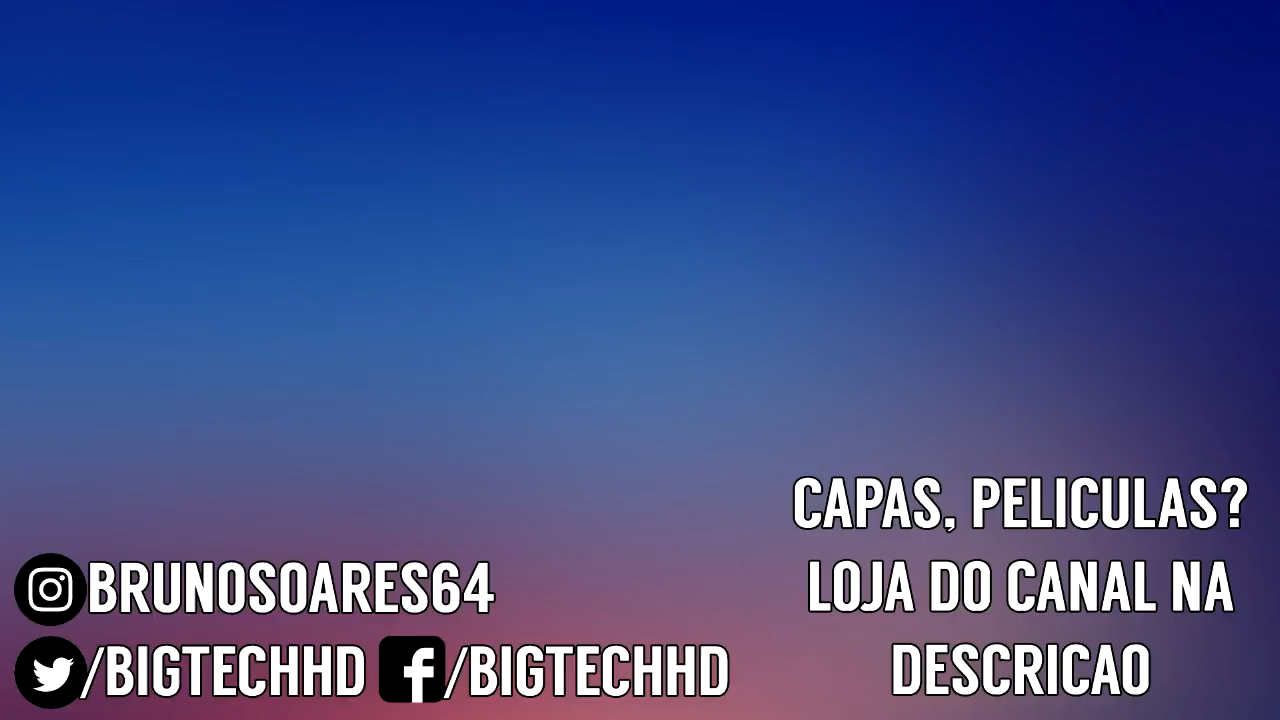 CAPAS, PELICULAS?
LOJA DO CANAL NA
DESCRICAO
BRUNOSOARES64
/BIGTECHHD /BIGTECHHD